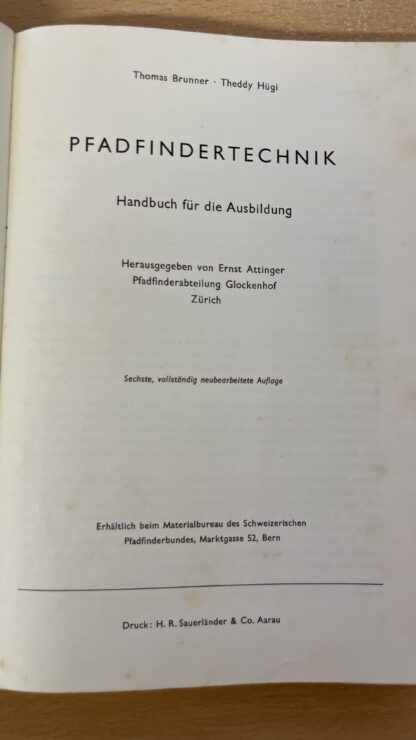 Thomas Brunner · Theddy Hügi
PFADFINDERTECHNIK
Handbuch für die Ausbildung
Herausgegeben von Ernst Attinger
Pfadfinderabteilung Glockenhof
Zürich
Sechste, vollständig neubearbeitete Auflage
Erhältlich beim Materialbureau des Schweizerischen
Pfadfinderbundes, Marktgasse 52, Bern
Druck: H. R. Sauerländer & Co. Aarau